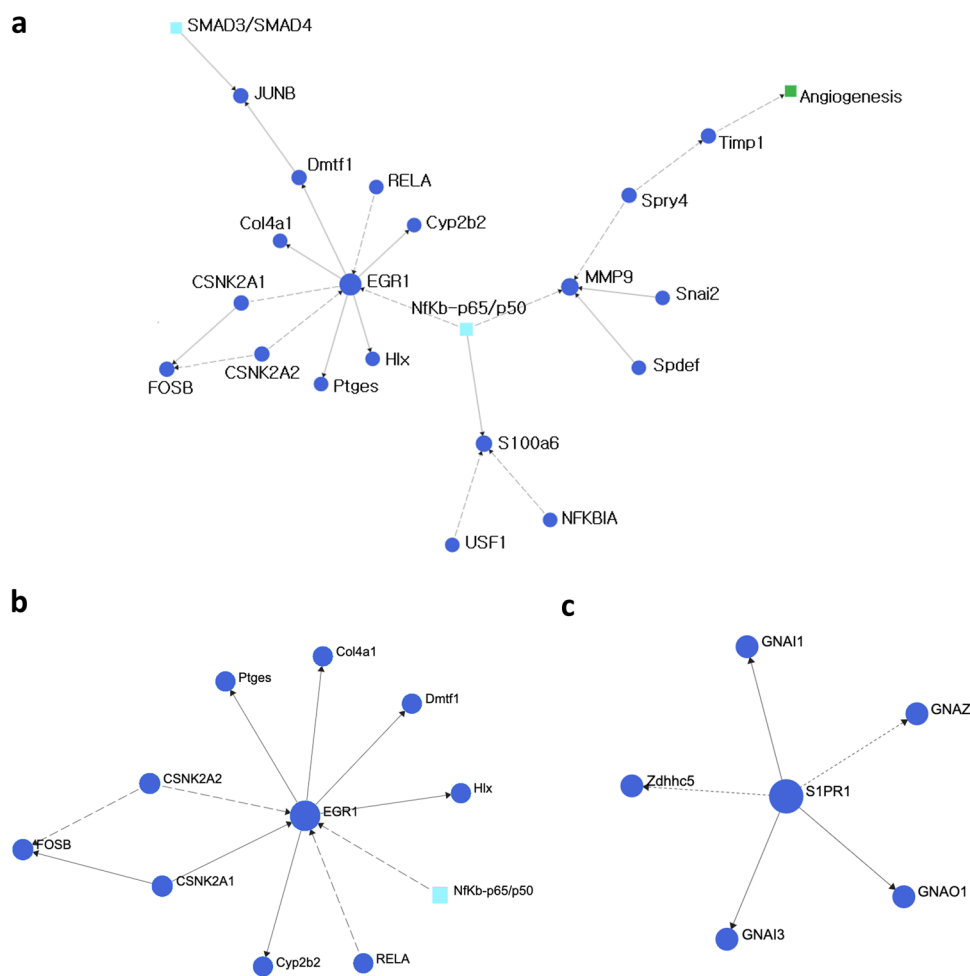 a
SMAD3/SMAD4
JUNB
Angiogenesis
Timp1
Dmtf1
RELA
Spry4
Col4a1
Cyp2b2
CSNK2A1
EGR1
MMP9
Snai2
NfKb-p65/p50
FOSB
CSNK2A2
Hlx
Ptges
Spdef
S100a6
NFKBIA
USF1
b
Col4a1
Ptges
Dmtf1
CSNK2A2
Hlx
EGR1
FOSB
CSNK2A1
NfKb-p65/p50
Cyp2b2
RELA
c
GNAI1
GNAZ
Zdhhc5
S1PR1
GNAO1
GNAI3